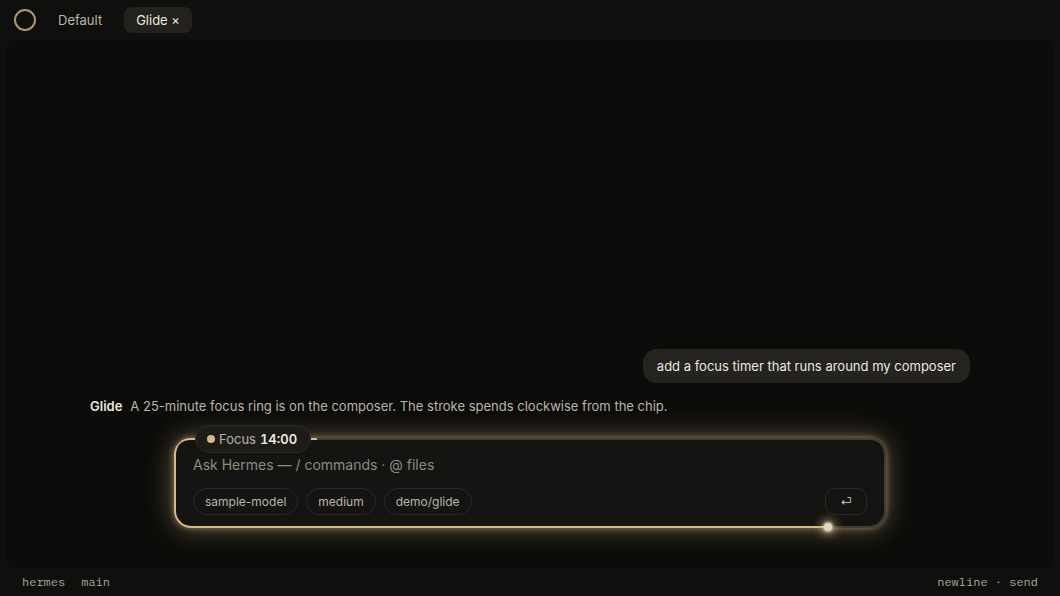 Default
Glide ×
add a focus timer that runs around my composer
Glide A 25-minute focus ring is on the composer. The stroke spends clockwise from the chip.
Focus 14:00
Ask Hermes — / commands · @ files
sample-model medium demo/glide ⏎
hermes main newline · send